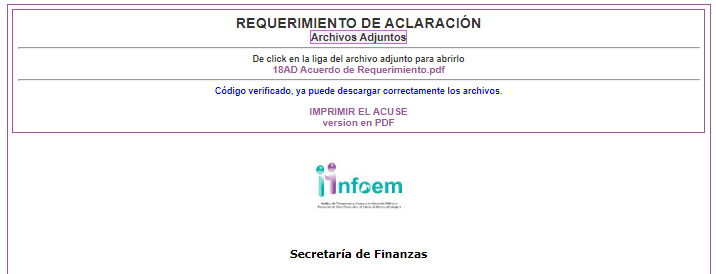 REQUERIMIENTO DE ACLARACIÓN
Archivos Adjuntos
De click en la liga del archivo adjunto para abrirlo
18AD Acuerdo de Requerimiento.pdf
Código verificado, ya puede descargar correctamente los archivos.
IMPRIMIR EL ACUSE
version en PDF
infoem
Secretaría de Finanzas